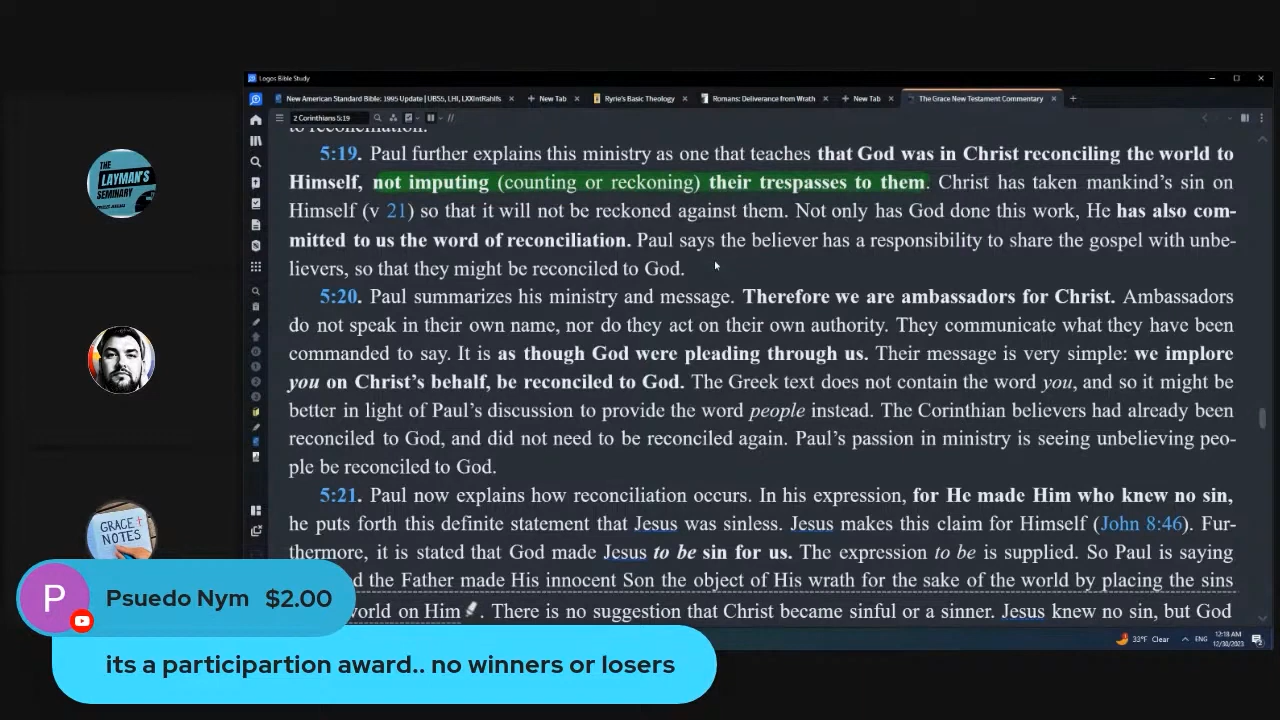 Logos Bible Study
New American Standard Bible: 1995 Update | UBS5, LHI, LXXIntRahlfs
New Tab
Ryrie's Basic Theology
Romans: Deliverance from Wrath
New Tab
The Grace New Testament Commentary
2 Corinthians 5:19
to reconciliation.
5:19. Paul further explains this ministry as one that teaches that God was in Christ reconciling the world to
Himself, not imputing (counting or reckoning) their trespasses to them. Christ has taken mankind’s sin on
Himself (v 21) so that it will not be reckoned against them. Not only has God done this work, He has also com-
mitted to us the word of reconciliation. Paul says the believer has a responsibility to share the gospel with unbe-
lievers, so that they might be reconciled to God.
5:20. Paul summarizes his ministry and message. Therefore we are ambassadors for Christ. Ambassadors
do not speak in their own name, nor do they act on their own authority. They communicate what they have been
commanded to say. It is as though God were pleading through us. Their message is very simple: we implore
you on Christ’s behalf, be reconciled to God. The Greek text does not contain the word you, and so it might be
better in light of Paul’s discussion to provide the word people instead. The Corinthian believers had already been
reconciled to God, and did not need to be reconciled again. Paul’s passion in ministry is seeing unbelieving peo-
ple be reconciled to God.
5:21. Paul now explains how reconciliation occurs. In his expression, for He made Him who knew no sin,
he puts forth this definite statement that Jesus was sinless. Jesus makes this claim for Himself (John 8:46). Fur-
thermore, it is stated that God made Jesus to be sin for us. The expression to be is supplied. So Paul is saying
the Father made His innocent Son the object of His wrath for the sake of the world by placing the sins
world on Him. There is no suggestion that Christ became sinful or a sinner. Jesus knew no sin, but God
THE
LAYMAN'S
SEMINARY
GRACE+
NOTES
P
Psuedo Nym $2.00
its a participartion award.. no winners or losers
33°F Clear
ENG
12:18 AM
12/30/2023